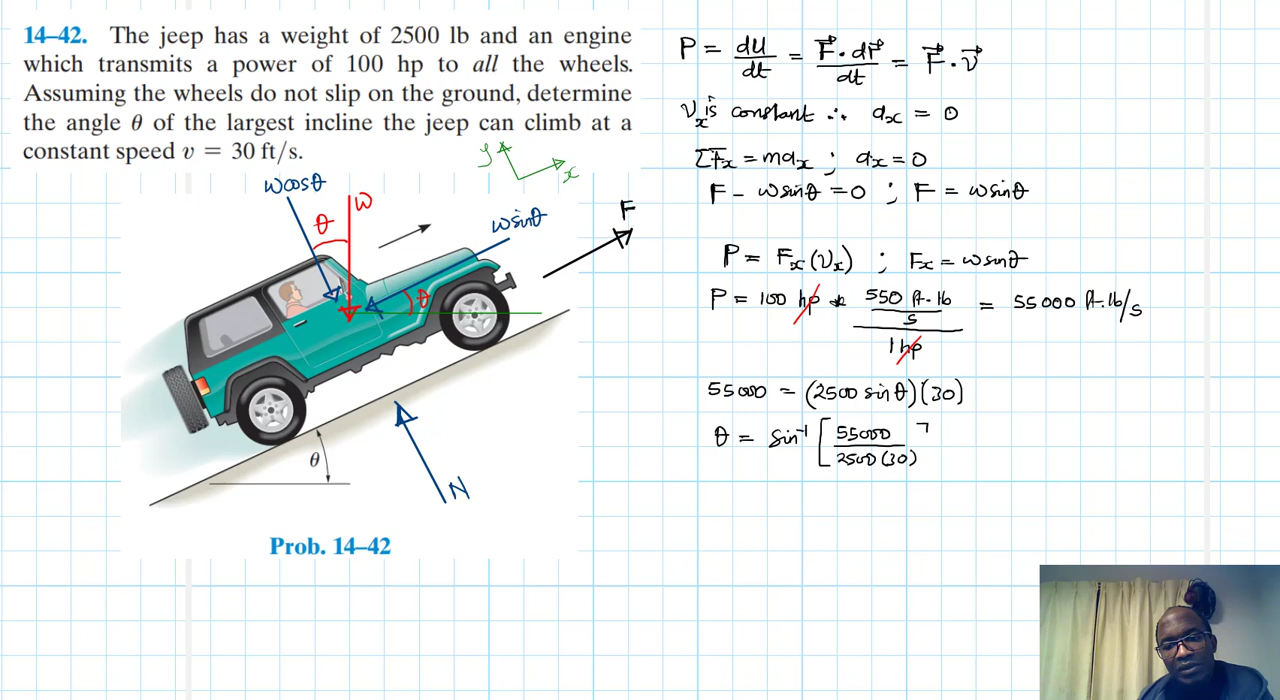 14–42. The jeep has a weight of 2500 lb and an engine
which transmits a power of 100 hp to all the wheels.
Assuming the wheels do not slip on the ground, determine
the angle θ of the largest incline the jeep can climb at a
constant speed v = 30 ft/s.
y
x
wcosθ
θ
w
wsinθ
F
θ
θ
N
Prob. 14–42
P = dU/dt = F⃗ · dr⃗/dt = F⃗ · v⃗
Vx is constant ∴ ax = 0
ΣFx = max ; ax = 0
F - wsinθ = 0 ; F = wsinθ
P = Fx(Vx) ; Fx = wsinθ
P = 100 hp * (550 ft·lb/s)/(1 hp) = 55000 ft·lb/s
55000 = (2500 sin θ)(30)
θ = sin⁻¹ [55000/2500(30)